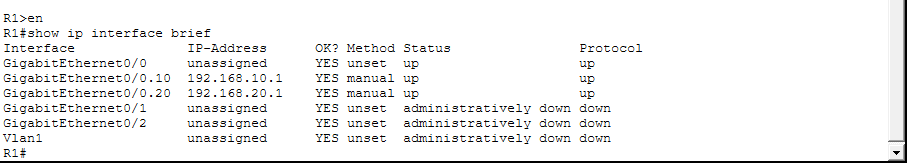 R1>en
R1#show ip interface brief
Interface IP-Address OK? Method Status Protocol
GigabitEthernet0/0 unassigned YES unset up up
GigabitEthernet0/0.10 192.168.10.1 YES manual up up
GigabitEthernet0/0.20 192.168.20.1 YES manual up up
GigabitEthernet0/1 unassigned YES unset administratively down down
GigabitEthernet0/2 unassigned YES unset administratively down down
Vlan1 unassigned YES unset administratively down down
R1#